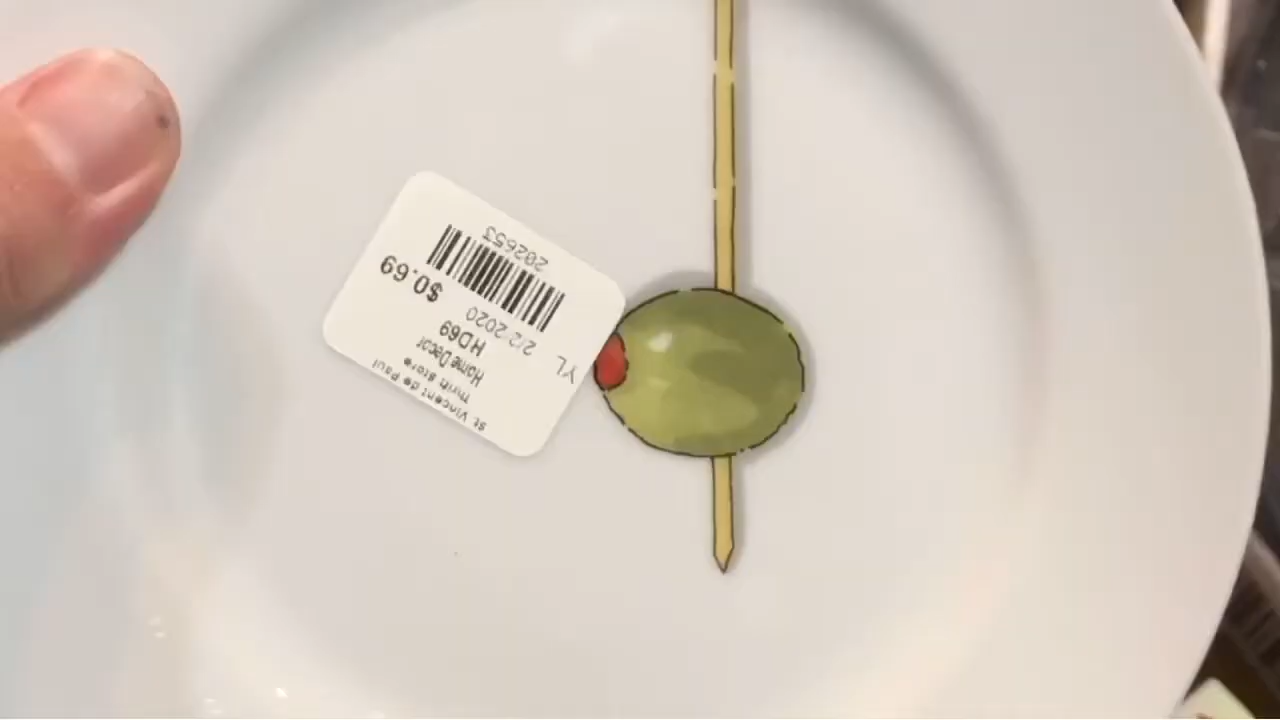 St. Vincent de Paul
Thrift Store
Home Decor
HD69
2/2/2020 YL
$0.69
202653